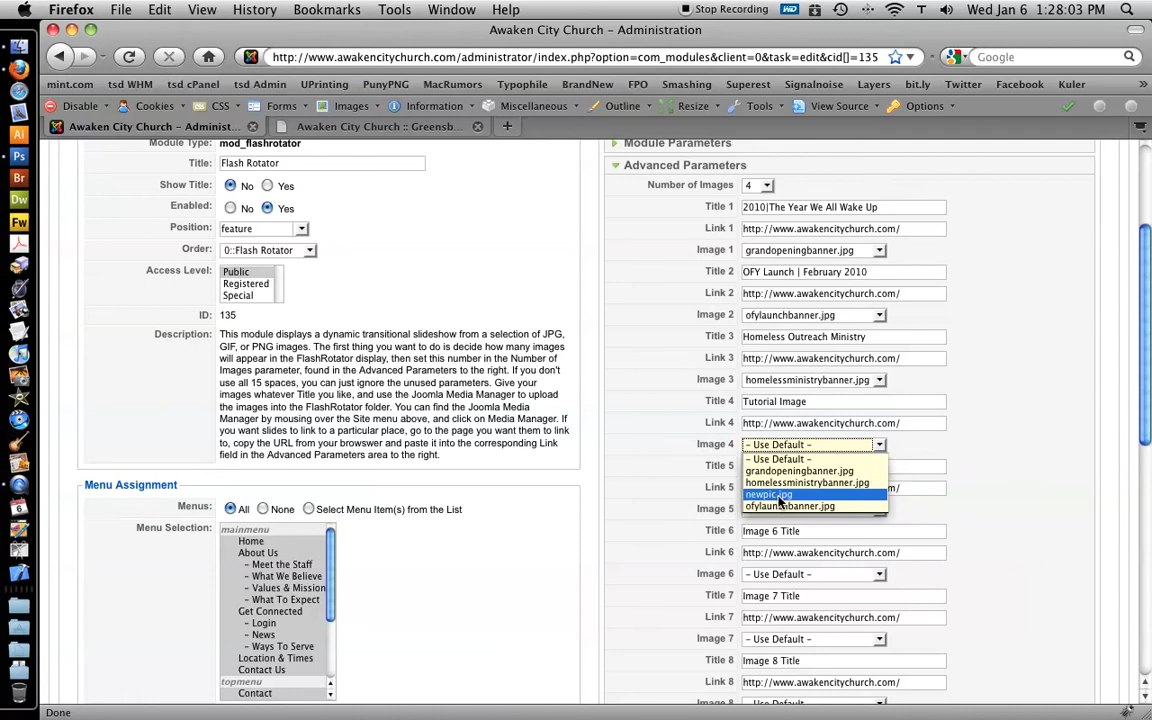 Firefox File Edit View History Bookmarks Tools Window Help Stop Recording Wed Jan 6 1:28:03 PM
Awaken City Church – Administration
http://www.awakencitychurch.com/administrator/index.php?option=com_modules&client=0&task=edit&cid[]=135 Google
mint.com tsd WHM tsd cPanel tsd Admin UPrinting PunyPNG MacRumors Typophile BrandNew FPO Smashing Superest Signalnoise Layers bit.ly Twitter Facebook Kuler
Disable Cookies CSS Forms Images Information Miscellaneous Outline Resize Tools View Source Options
Awaken City Church – Administ... Awaken City Church :: Greensb...
Module Type: mod_flashrotator
Title: Flash Rotator
Show Title: No Yes
Enabled: No Yes
Position: feature
Order: 0::Flash Rotator
Access Level: Public
Registered
Special
ID: 135
Description: This module displays a dynamic transitional slideshow from a selection of JPG,
GIF, or PNG images. The first thing you want to do is decide how many images
will appear in the FlashRotator display, then set this number in the Number of
Images parameter, found in the Advanced Parameters to the right. If you don't
use all 15 spaces, you can just ignore the unused parameters. Give your
images whatever Title you like, and use the Joomla Media Manager to upload
the images into the FlashRotator folder. You can find the Joomla Media
Manager by mousing over the Site menu above, and click on Media Manager. If
you want slides to link to a particular place, go to the page you want them to link
to, copy the URL from your browswer and paste it into the corresponding Link
field in the Advanced Parameters area to the right.
Menu Assignment
Menus: All None Select Menu Item(s) from the List
Menu Selection: mainmenu
Home
About Us
– Meet the Staff
– What We Believe
– Values & Mission
– What To Expect
Get Connected
– Login
– News
– Ways To Serve
Location & Times
Contact Us
topmenu
Contact
Module Parameters
Advanced Parameters
Number of Images 4
Title 1 2010|The Year We All Wake Up
Link 1 http://www.awakencitychurch.com/
Image 1 grandopeningbanner.jpg
Title 2 OFY Launch | February 2010
Link 2 http://www.awakencitychurch.com/
Image 2 ofylaunchbanner.jpg
Title 3 Homeless Outreach Ministry
Link 3 http://www.awakencitychurch.com/
Image 3 homelessministrybanner.jpg
Title 4 Tutorial Image
Link 4 http://www.awakencitychurch.com/
Image 4 – Use Default –
– Use Default –
Title 5 grandopeningbanner.jpg
homelessministrybanner.jpg
Link 5 newpic.jpg m/
Image 5 ofylaunchbanner.jpg
Title 6 Image 6 Title
Link 6 http://www.awakencitychurch.com/
Image 6 – Use Default –
Title 7 Image 7 Title
Link 7 http://www.awakencitychurch.com/
Image 7 – Use Default –
Title 8 Image 8 Title
Link 8 http://www.awakencitychurch.com/
Done